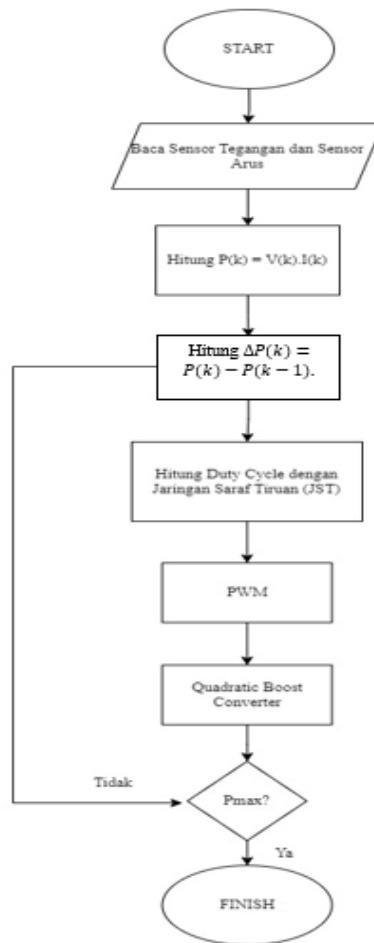 START
Baca Sensor Tegangan dan Sensor
Arus
Hitung P(k) = V(k).I(k)
Hitung ΔP(k) =
P(k) − P(k − 1).
Hitung Duty Cycle dengan
Jaringan Saraf Tiruan (JST)
PWM
Quadratic Boost
Converter
Tidak
Pmax?
Ya
FINISH